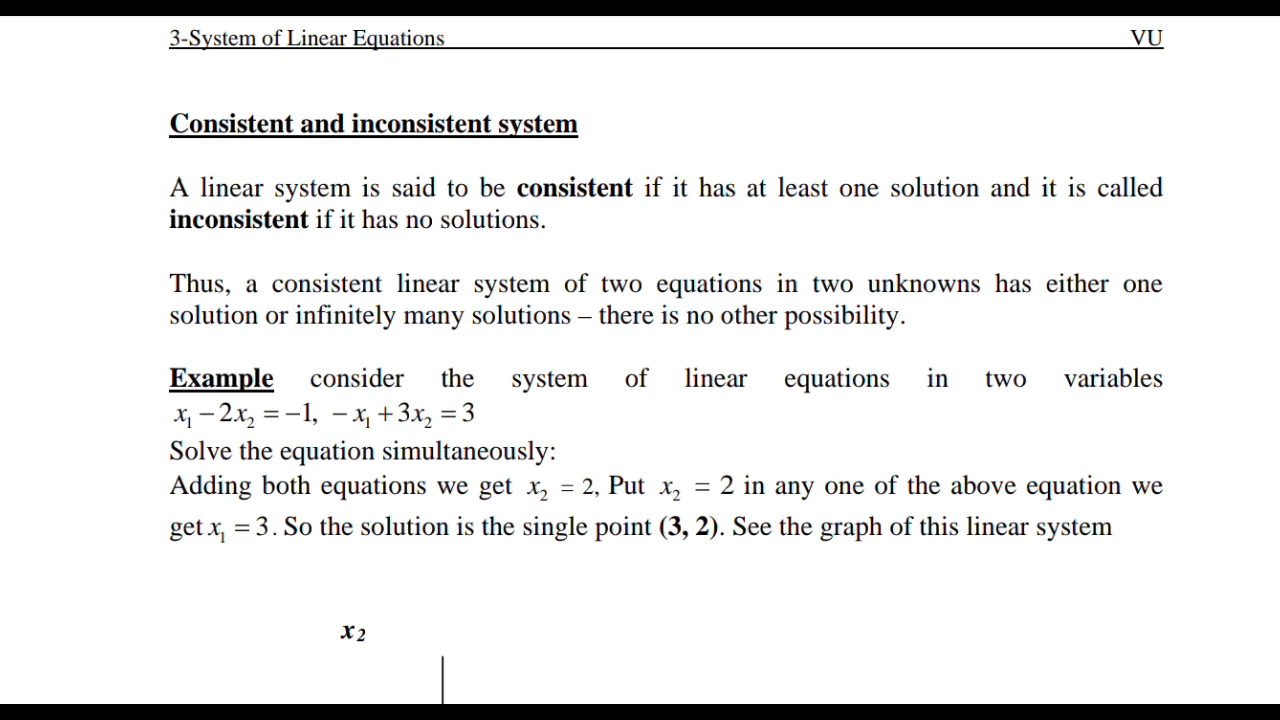 3-System of Linear Equations VU
Consistent and inconsistent system
A linear system is said to be consistent if it has at least one solution and it is called
inconsistent if it has no solutions.
Thus, a consistent linear system of two equations in two unknowns has either one
solution or infinitely many solutions – there is no other possibility.
Example consider the system of linear equations in two variables
x₁ − 2x₂ = −1, − x₁ + 3x₂ = 3
Solve the equation simultaneously:
Adding both equations we get x₂ = 2, Put x₂ = 2 in any one of the above equation we
get x₁ = 3. So the solution is the single point (3, 2). See the graph of this linear system
x₂